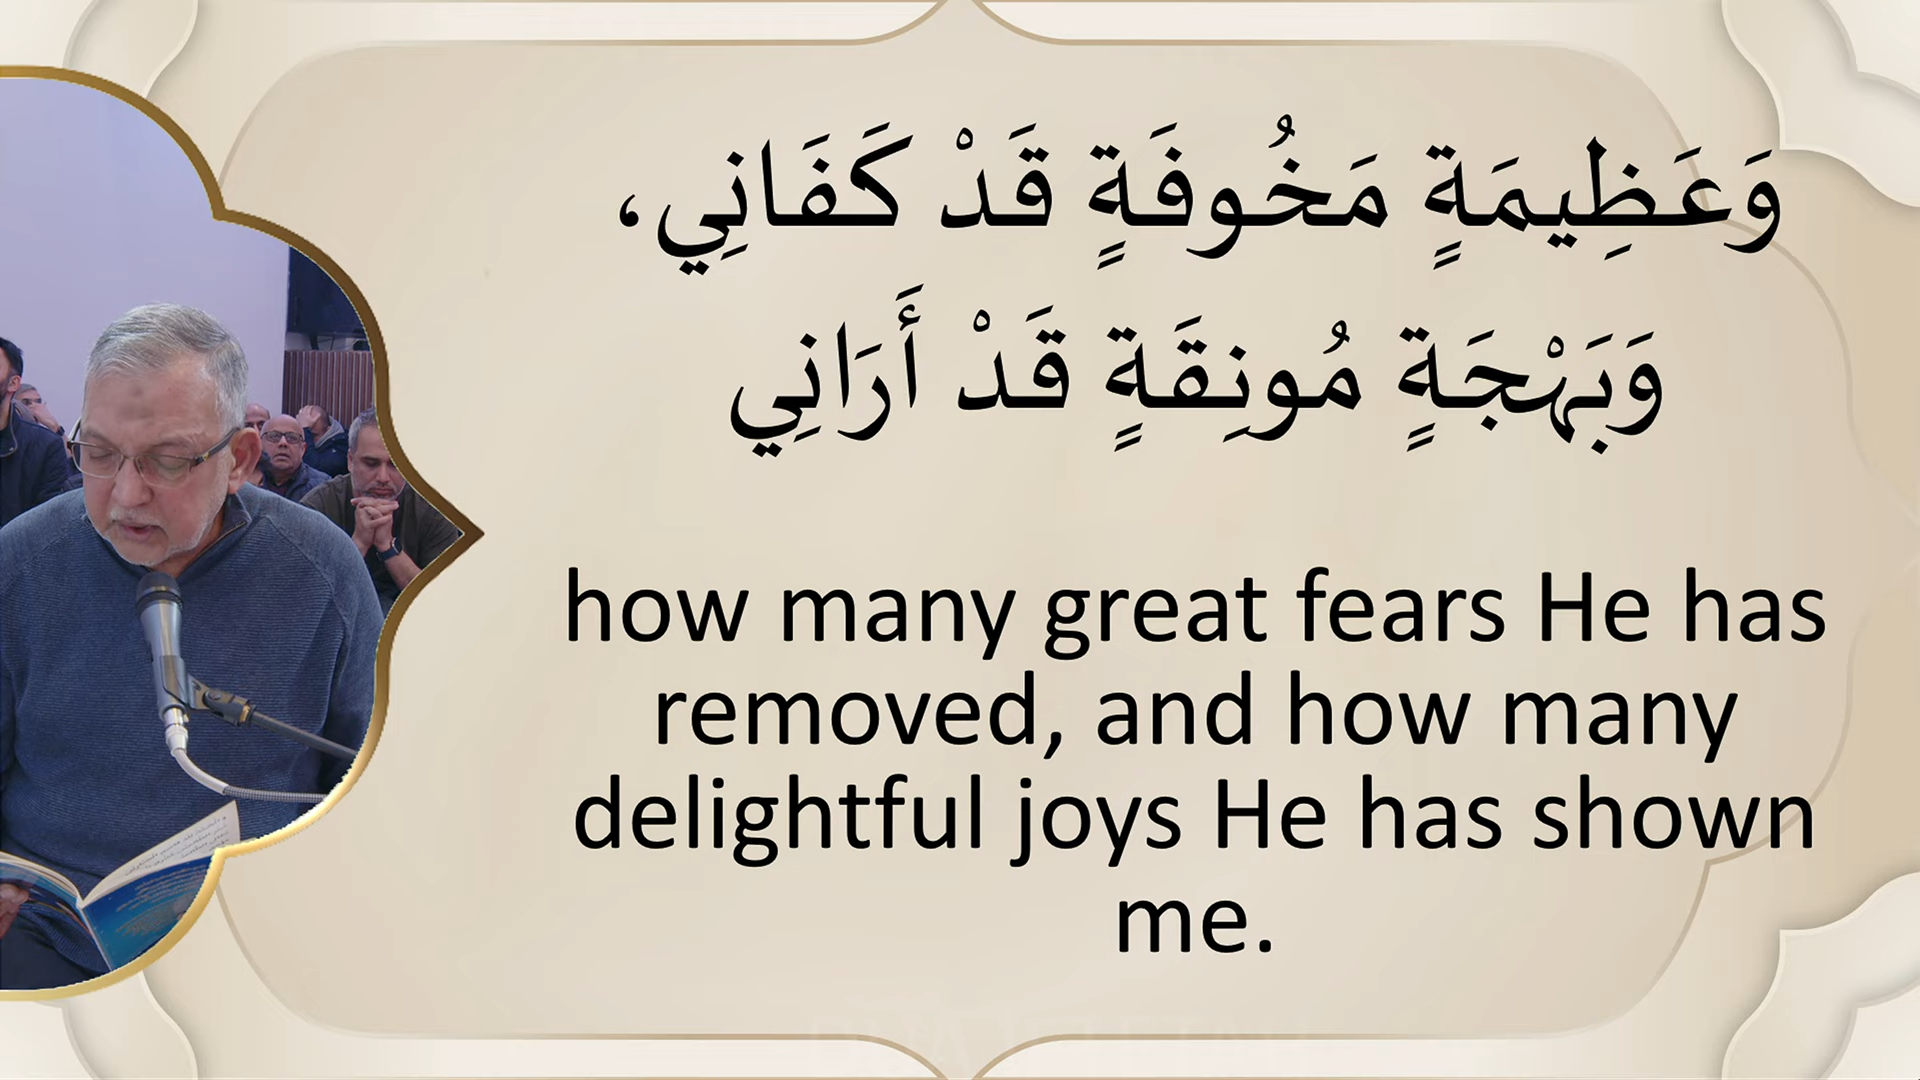 وَعَظِيمَةٍ مَخُوفَةٍ قَدْ كَفَانِي،
وَبَهْجَةٍ مُونِقَةٍ قَدْ أَرَانِي
how many great fears He has
removed, and how many
delightful joys He has shown
me.